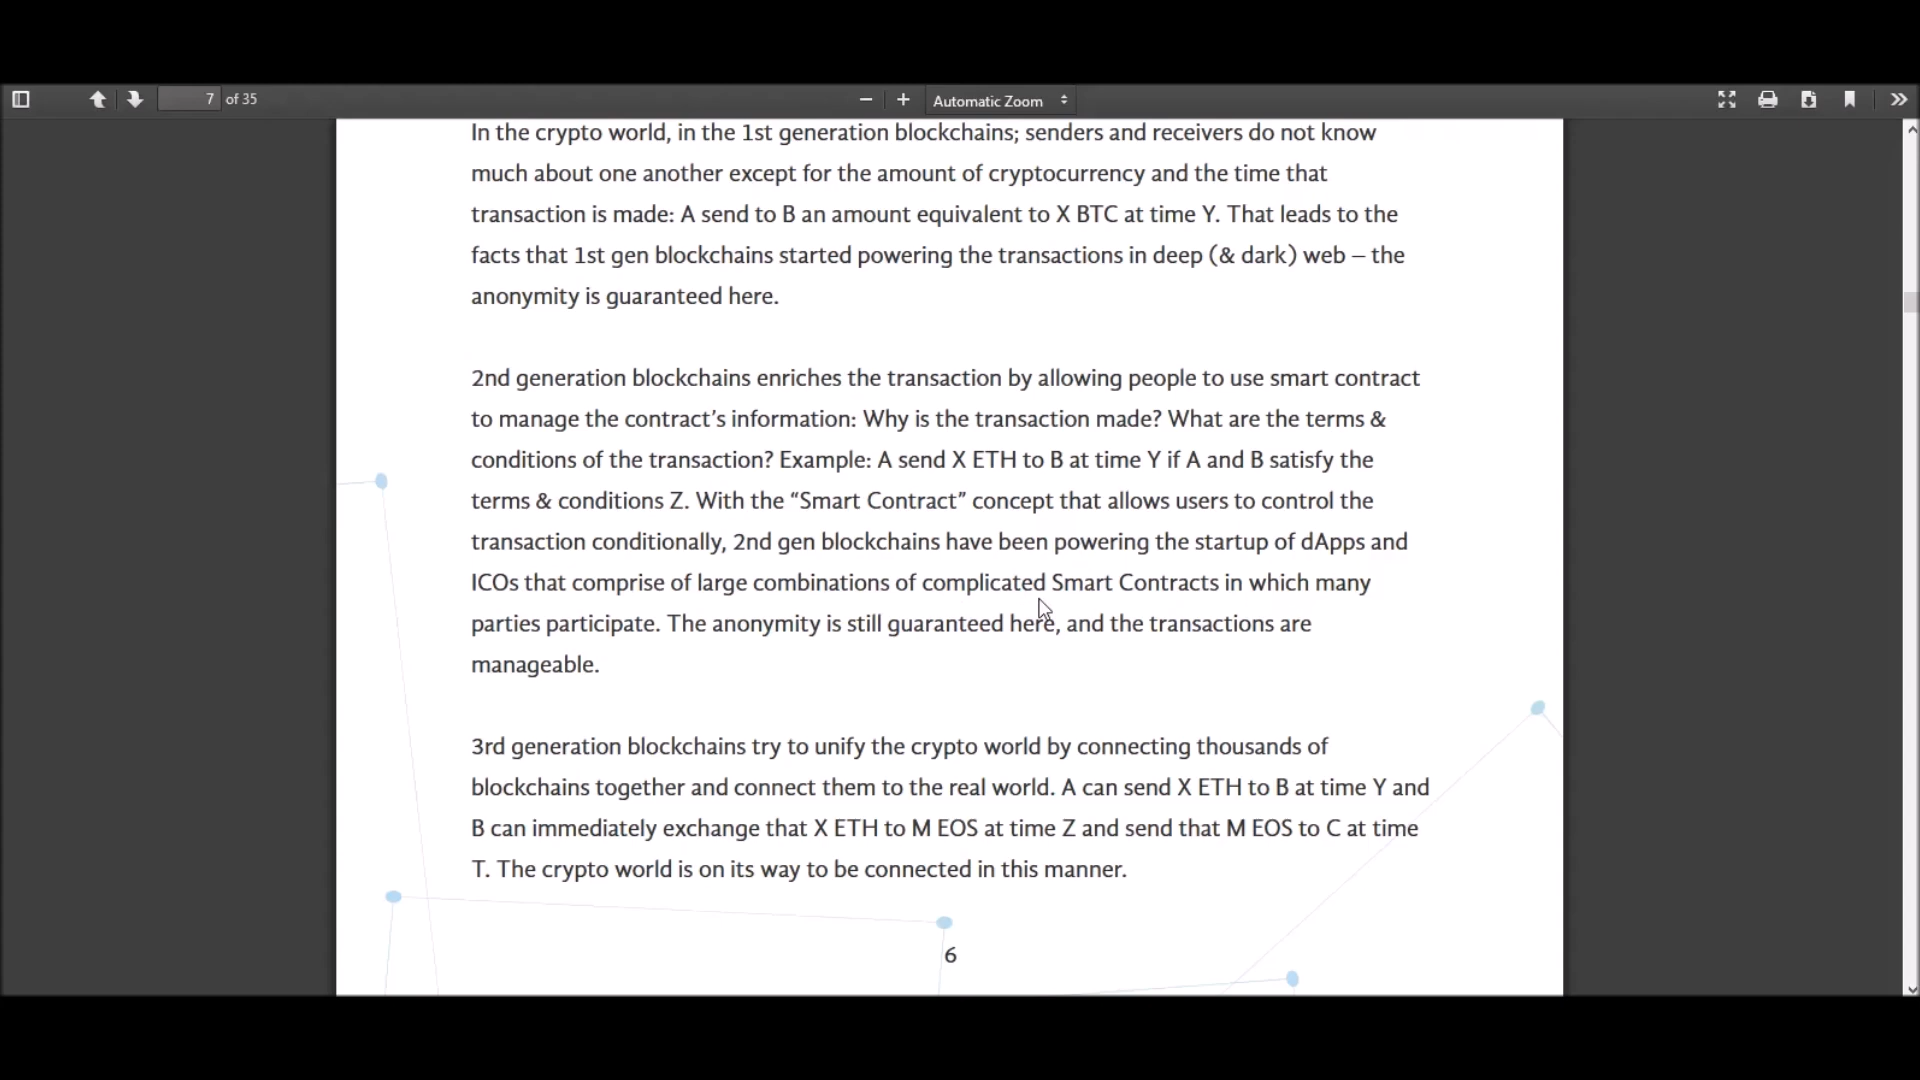 7 of 35
Automatic Zoom
In the crypto world, in the 1st generation blockchains; senders and receivers do not know
much about one another except for the amount of cryptocurrency and the time that
transaction is made: A send to B an amount equivalent to X BTC at time Y. That leads to the
facts that 1st gen blockchains started powering the transactions in deep (& dark) web – the
anonymity is guaranteed here.
2nd generation blockchains enriches the transaction by allowing people to use smart contract
to manage the contract’s information: Why is the transaction made? What are the terms &
conditions of the transaction? Example: A send X ETH to B at time Y if A and B satisfy the
terms & conditions Z. With the “Smart Contract” concept that allows users to control the
transaction conditionally, 2nd gen blockchains have been powering the startup of dApps and
ICOs that comprise of large combinations of complicated Smart Contracts in which many
parties participate. The anonymity is still guaranteed here, and the transactions are
manageable.
3rd generation blockchains try to unify the crypto world by connecting thousands of
blockchains together and connect them to the real world. A can send X ETH to B at time Y and
B can immediately exchange that X ETH to M EOS at time Z and send that M EOS to C at time
T. The crypto world is on its way to be connected in this manner.
6